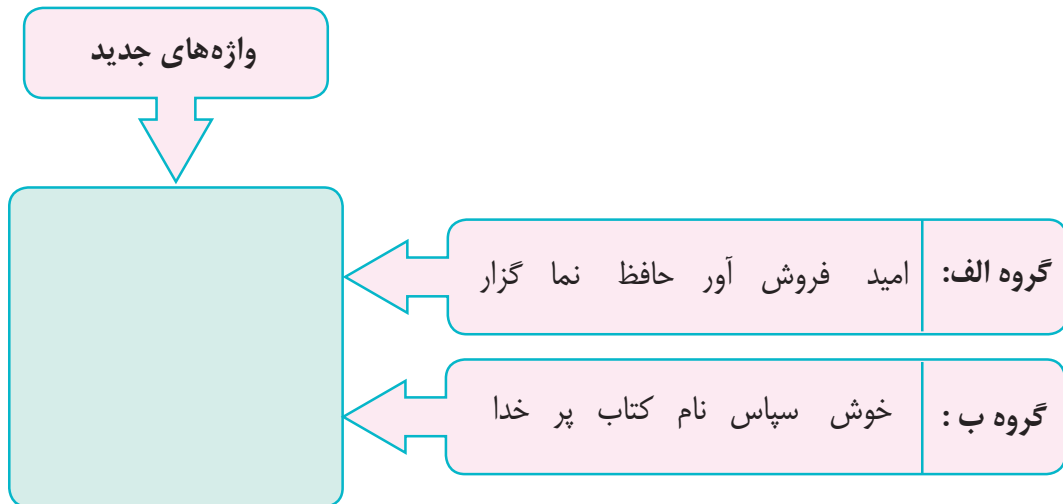 واژه‌های جدید
گروه الف: امید فروش آور حافظ نما گزار
گروه ب : خوش سپاس نام کتاب پر خدا